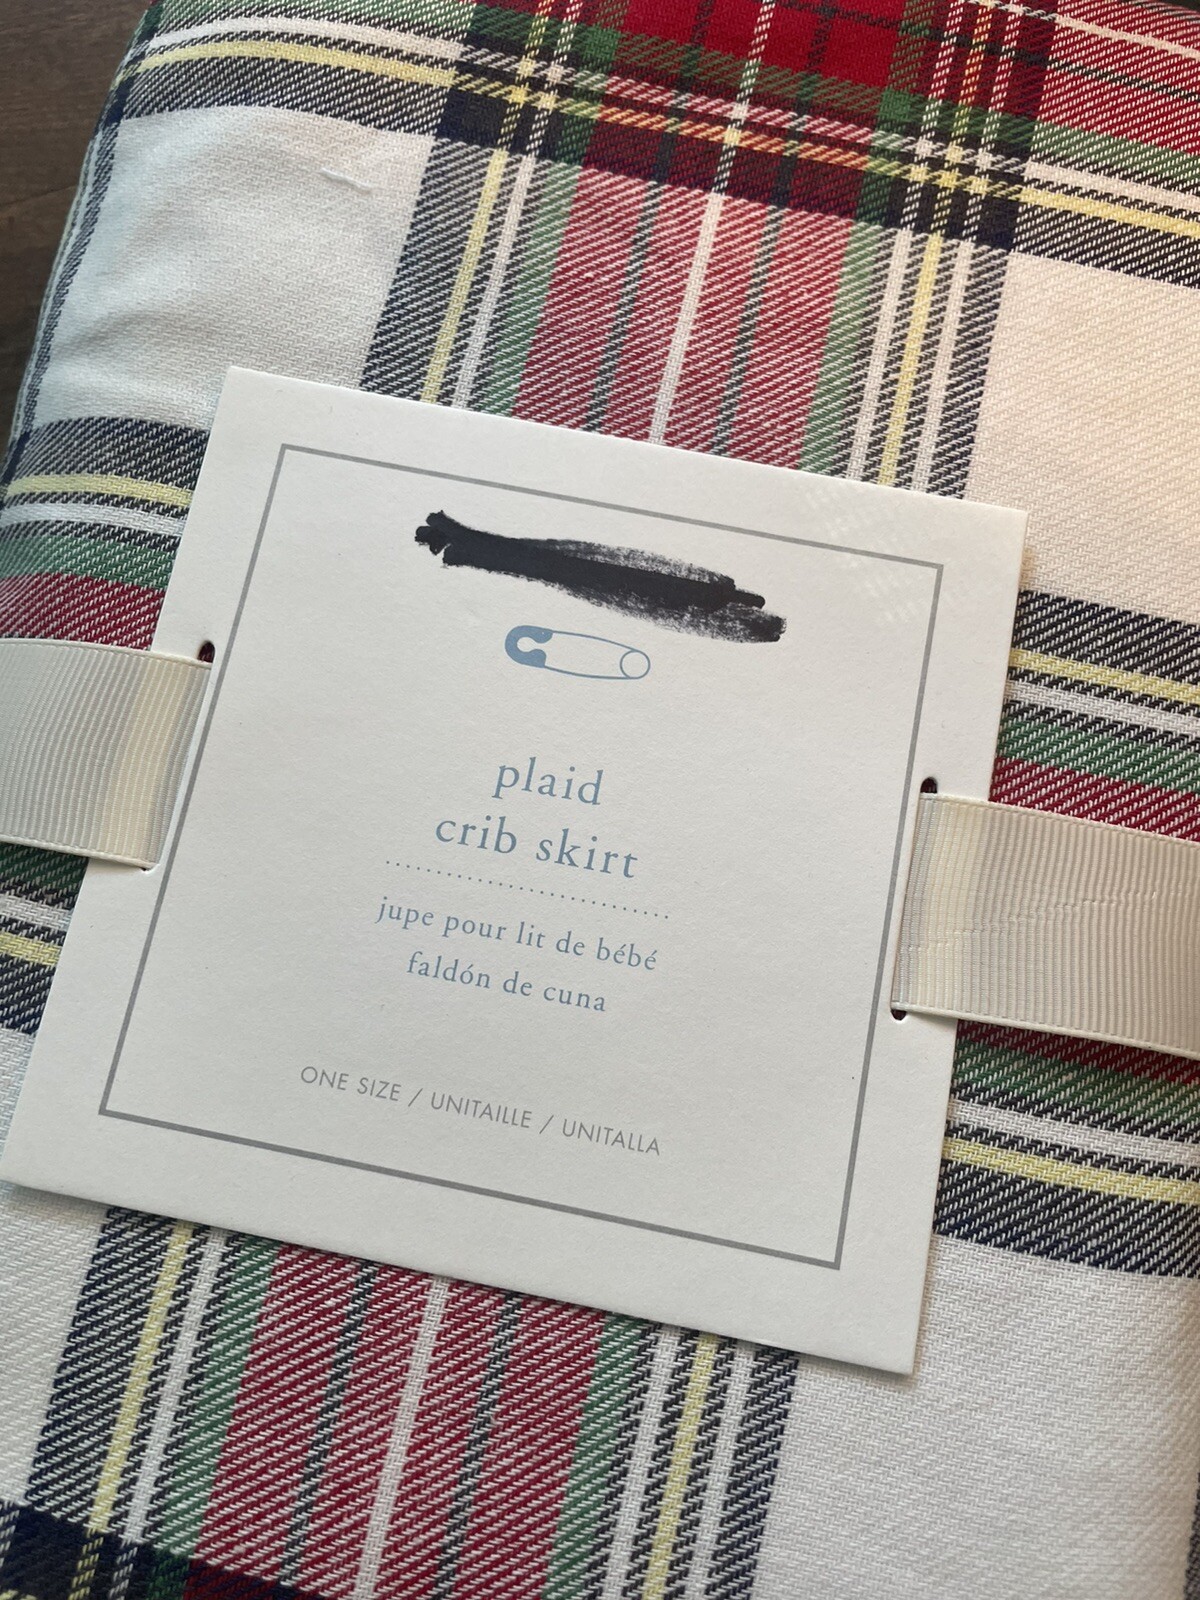 plaid
crib skirt
jupe pour lit de bébé
faldón de cuna
ONE SIZE / UNITAILLE / UNITALLA